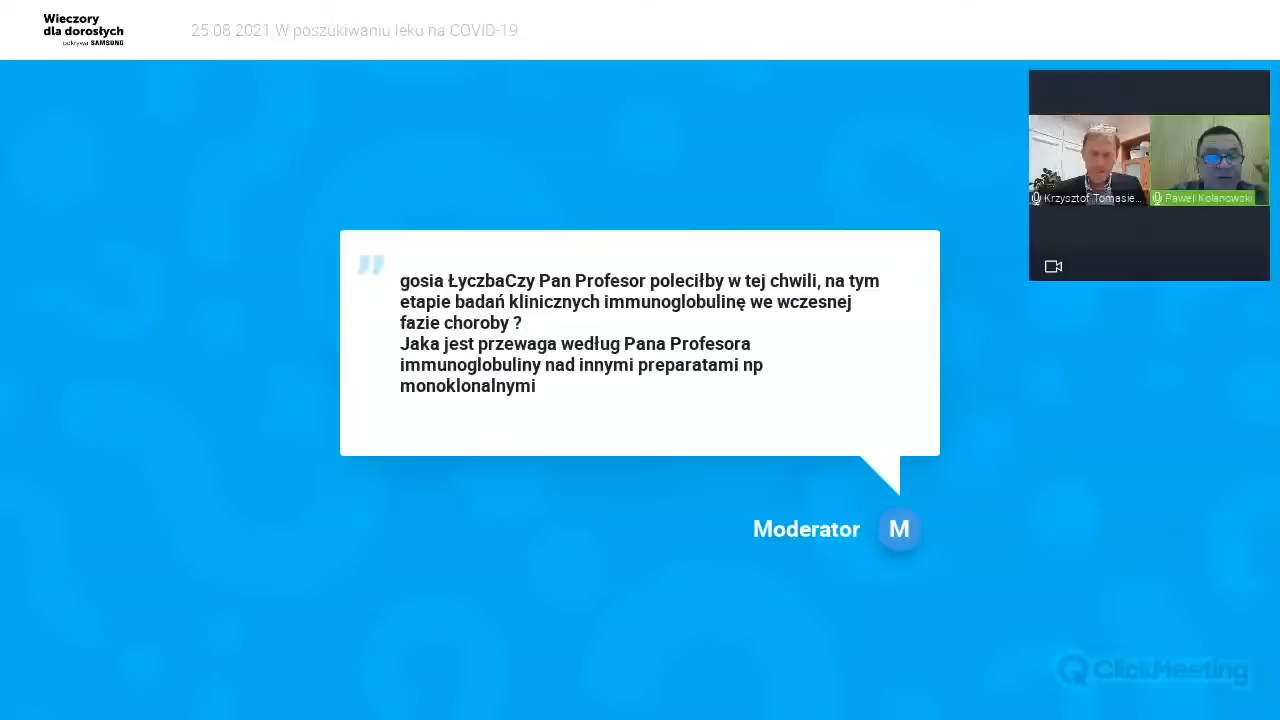 Wieczory
dla dorosłych
odkrywa SAMSUNG
25 08 2021 W poszukiwaniu leku na COVID-19
Krzysztof Tomasie...
Paweł Kolanowski
gosia ŁyczbaCzy Pan Profesor poleciłby w tej chwili, na tym
etapie badań klinicznych immunoglobulinę we wczesnej
fazie choroby ?
Jaka jest przewaga według Pana Profesora
immunoglobuliny nad innymi preparatami np
monoklonalnymi
Moderator M
ClickMeeting